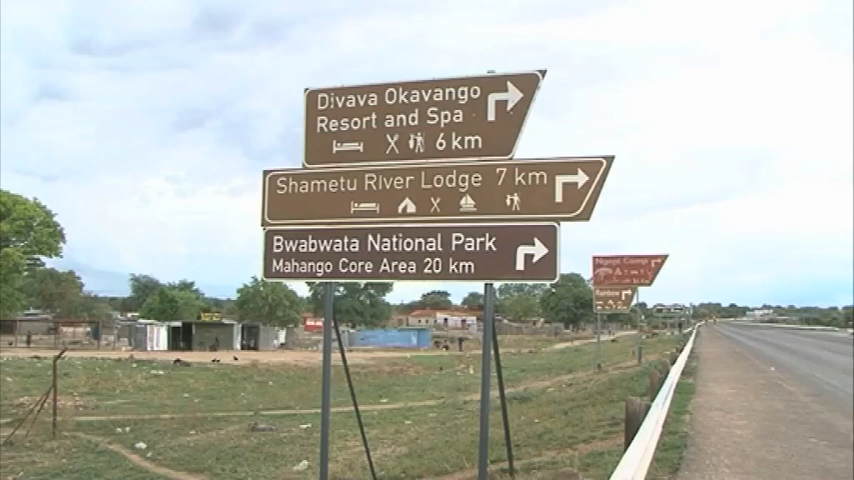 Divava Okavango
Resort and Spa
6 km
Shametu River Lodge 7 km
Bwabwata National Park
Mahango Core Area 20 km
Camp